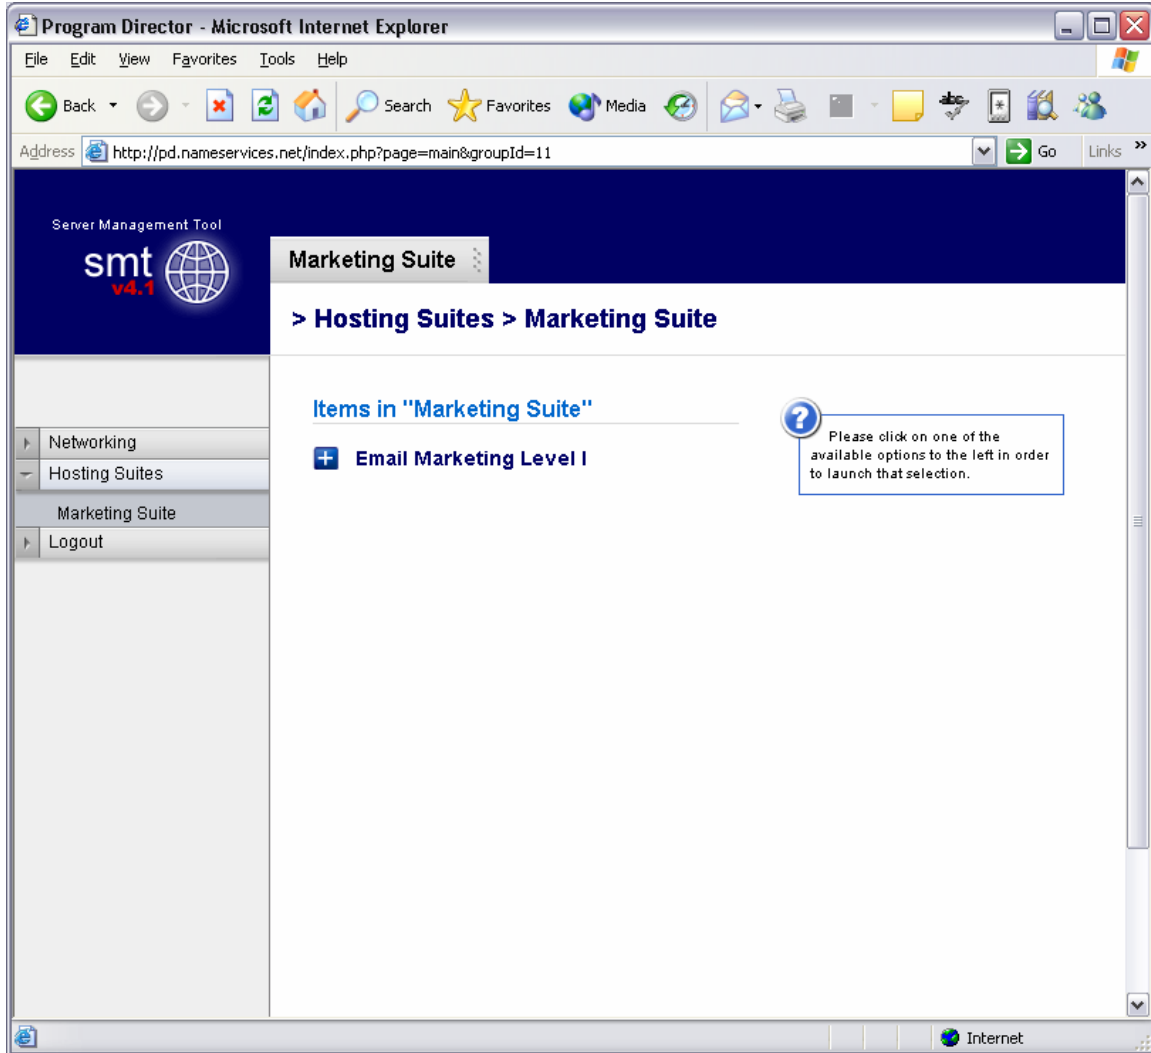 Program Director - Microsoft Internet Explorer
File Edit View Favorites Tools Help
Back Search Favorites Media
Address http://pd.nameservices.net/index.php?page=main&groupId=11 Go Links »
Server Management Tool
smt
v4.1
Marketing Suite
> Hosting Suites > Marketing Suite
Networking
Hosting Suites
Marketing Suite
Logout
Items in "Marketing Suite"
Email Marketing Level I
?
Please click on one of the
available options to the left in order
to launch that selection.
Internet